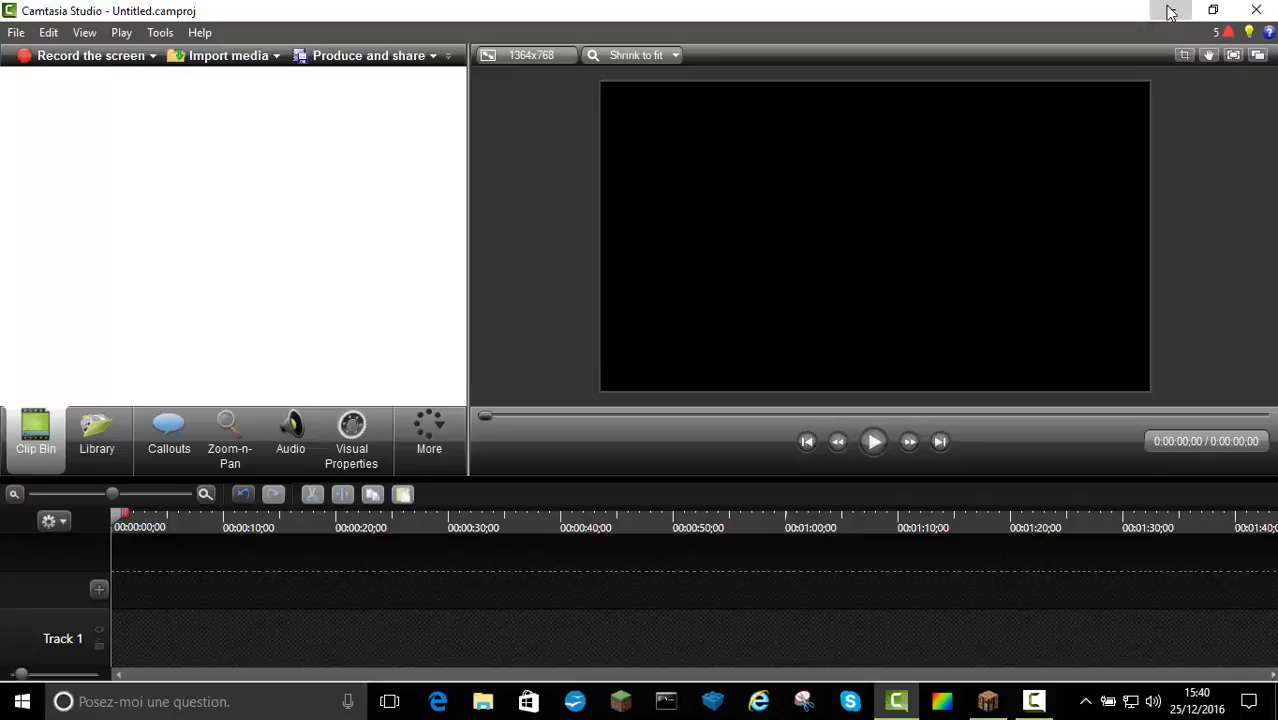 Camtasia Studio - Untitled.camproj
File Edit View Play Tools Help 5
Record the screen Import media Produce and share 1364x768 Shrink to fit
Clip Bin Library Callouts Zoom-n-Pan Audio Visual Properties More
0:00:00;00 / 0:00:00;00
00:00:00;00 00:00:10;00 00:00:20;00 00:00:30;00 00:00:40;00 00:00:50;00 00:01:00;00 00:01:10;00 00:01:20;00 00:01:30;00 00:01:40;
Track 1
Posez-moi une question. 15:40
25/12/2016